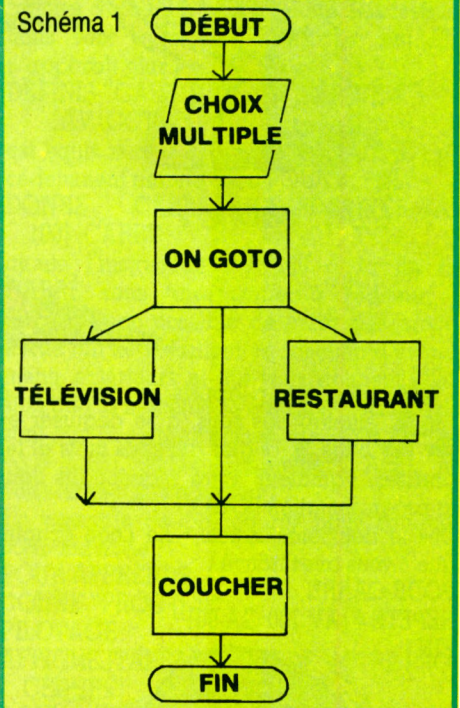 Schéma 1
DÉBUT
CHOIX
MULTIPLE
ON GOTO
TÉLÉVISION
RESTAURANT
COUCHER
FIN